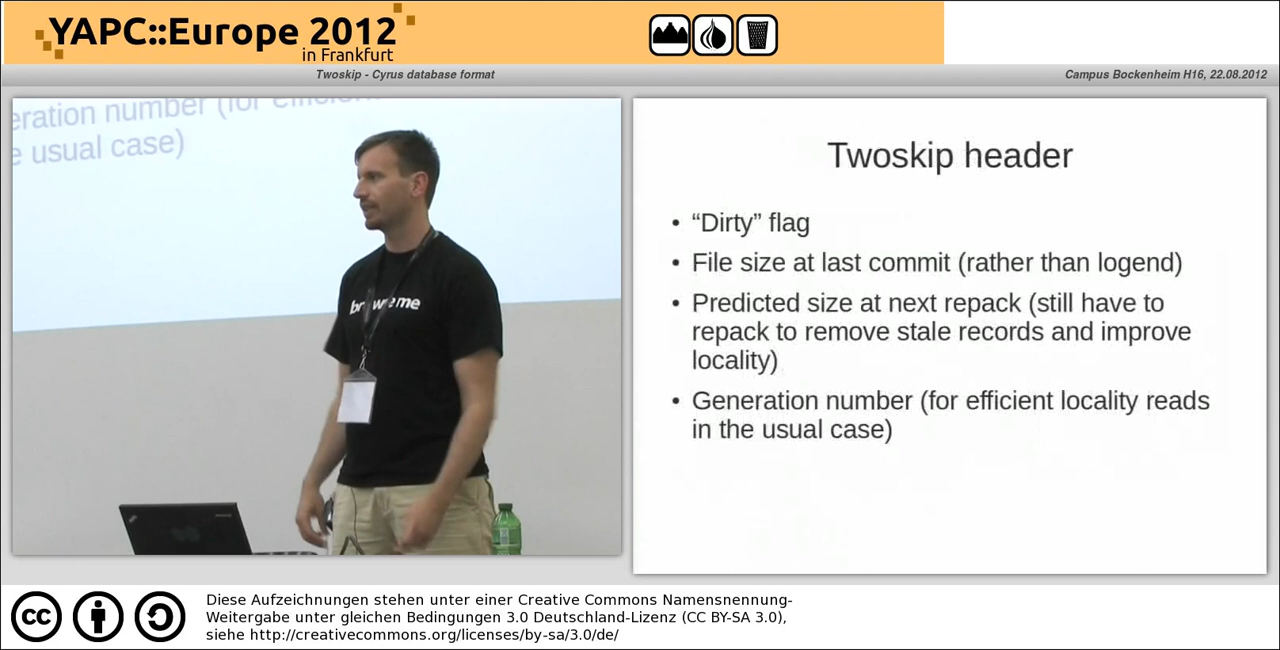 YAPC::Europe 2012
in Frankfurt
Twoskip - Cyrus database format
Campus Bockenheim H16, 22.08.2012
eration number (for efficient
e usual case)
Twoskip header
• “Dirty” flag
• File size at last commit (rather than logend)
• Predicted size at next repack (still have to
repack to remove stale records and improve
locality)
• Generation number (for efficient locality reads
in the usual case)
cc
Diese Aufzeichnungen stehen unter einer Creative Commons Namensnennung-
Weitergabe unter gleichen Bedingungen 3.0 Deutschland-Lizenz (CC BY-SA 3.0),
siehe http://creativecommons.org/licenses/by-sa/3.0/de/